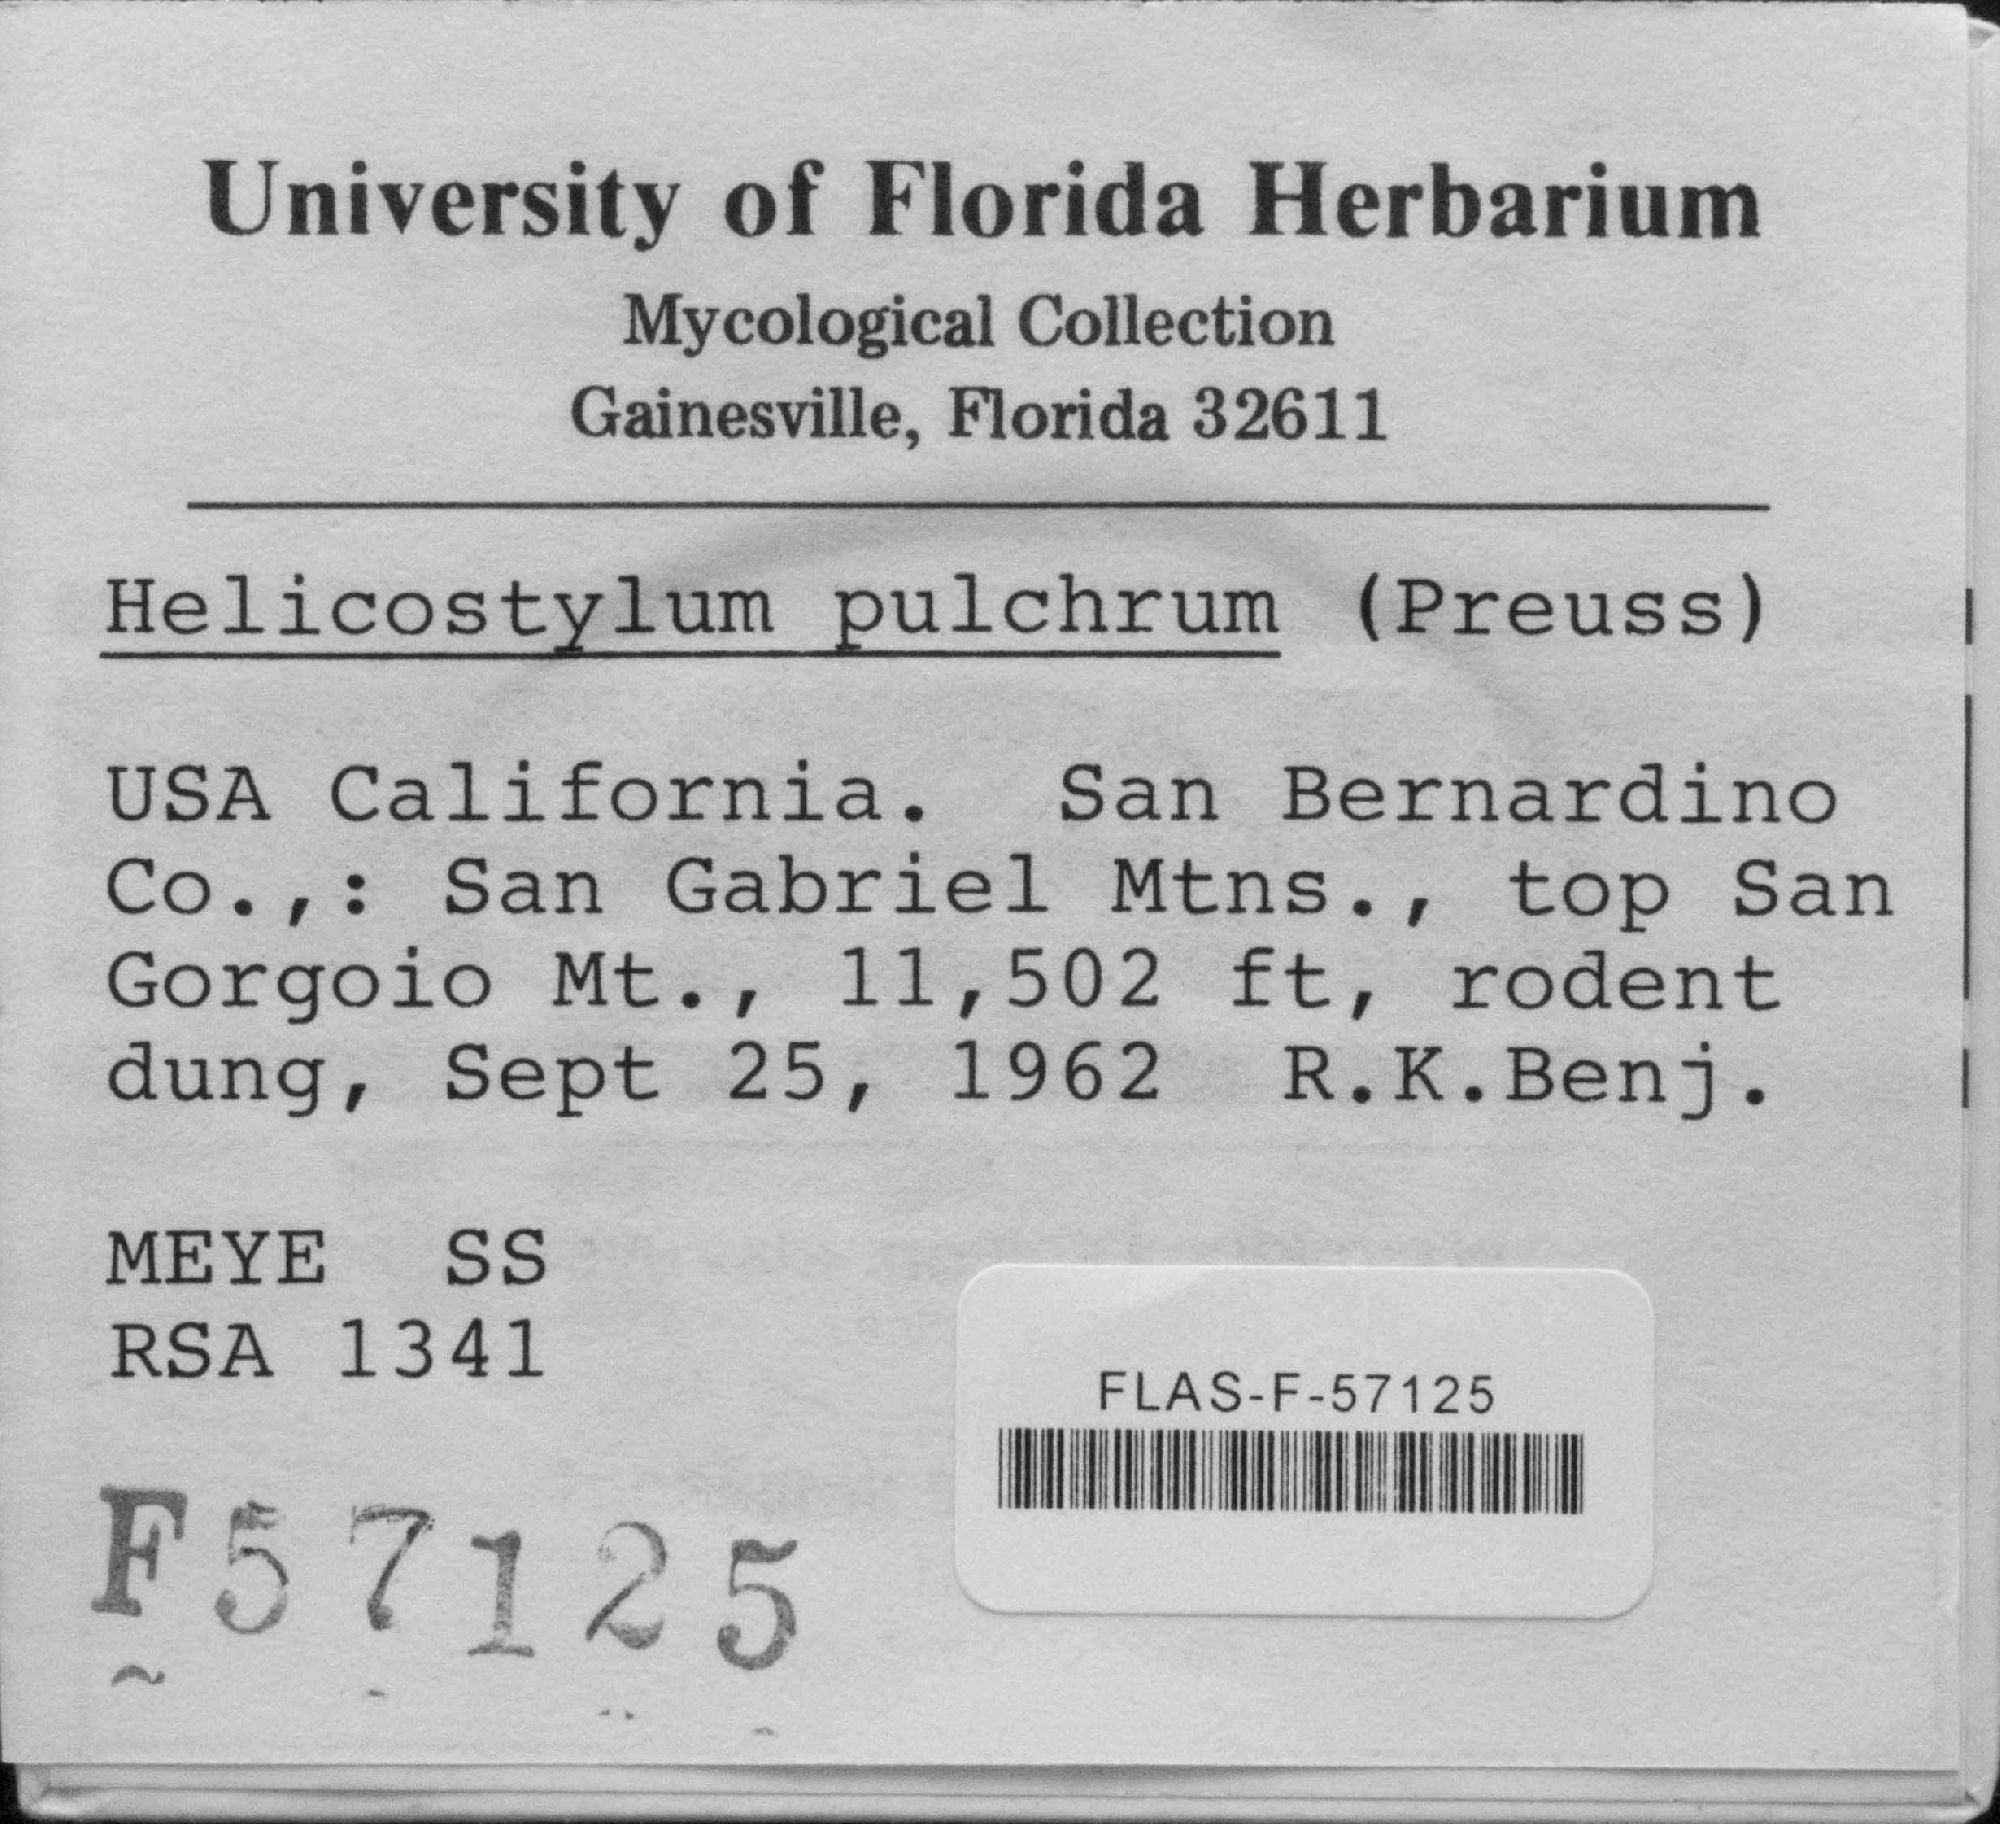 University of Florida Herbarium
Mycological Collection
Gainesville, Florida 32611
Helicostylum pulchrum (Preuss)
USA California. San Bernardino
Co.,: San Gabriel Mtns., top San
Gorgoio Mt., 11,502 ft, rodent
dung, Sept 25, 1962 R.K.Benj.
MEYE SS
RSA 1341
FLAS-F-57125
F57125